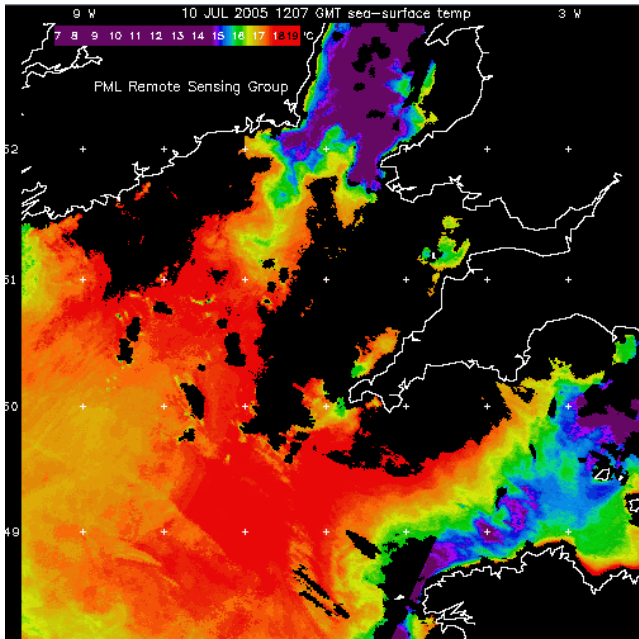 9 W 10 JUL 2005 1207 GMT sea-surface temp 3 W
7 8 9 10 11 12 13 14 15 16 17 18 19 °C
PML Remote Sensing Group
52
51
50
49